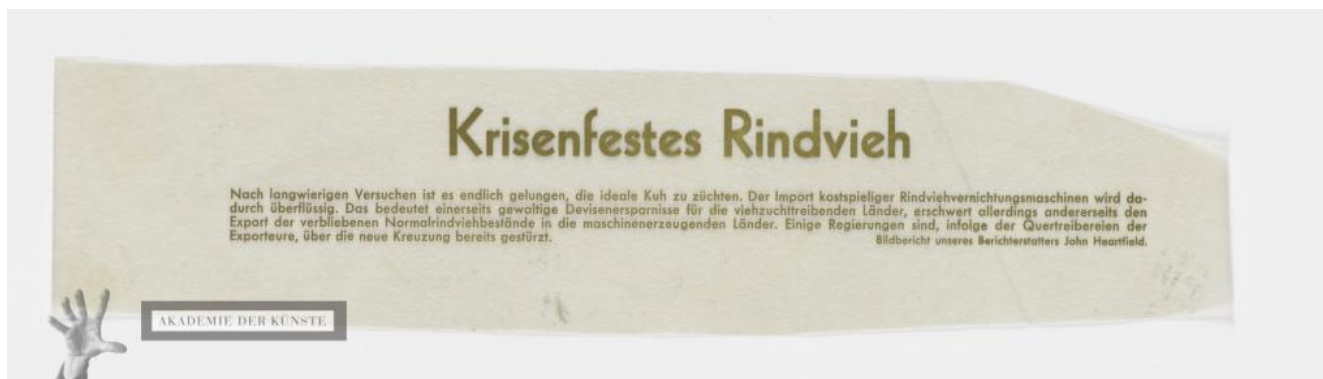 Krisenfestes Rindvieh
Nach langwierigen Versuchen ist es endlich gelungen, die ideale Kuh zu züchten. Der Import kostspieliger Rindviehvernichtungsmaschinen wird da-
durch überflüssig. Das bedeutet einerseits gewaltige Devisenersparnisse für die viehzuchttreibenden Länder, erschwert allerdings andererseits den
Export der verbliebenen Normalrindviehbestände in die maschinenerzeugenden Länder. Einige Regierungen sind, infolge der Quertreibereien der
Exporteure, über die neue Kreuzung bereits gestürzt.
Bildbericht unseres Berichterstatters John Heartfield.
AKADEMIE DER KÜNSTE